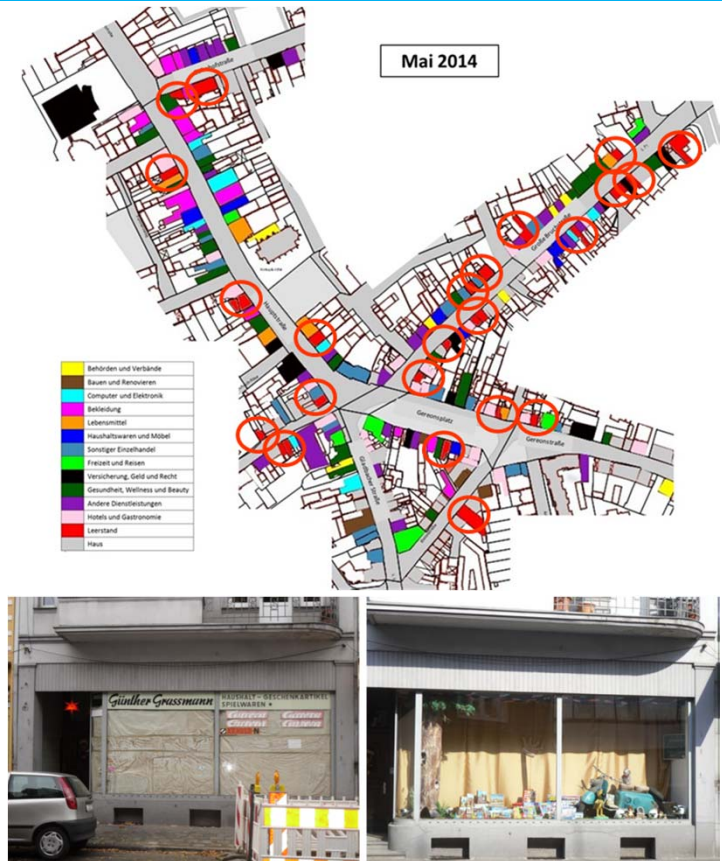 Mai 2014
Große Bruchstraße
Hauptstraße
Gereonsplatz
Gereonstraße
Gladbacher Straße
Behörden und Verbände
Bauen und Renovieren
Computer und Elektronik
Bekleidung
Lebensmittel
Haushaltswaren und Möbel
Sonstiger Einzelhandel
Freizeit und Reisen
Versicherung, Geld und Recht
Gesundheit, Wellness und Beauty
Andere Dienstleistungen
Hotels und Gastronomie
Leerstand
Haus
Günther Grassmann
HAUSHALT - GESCHENKARTIKEL
SPIELWAREN